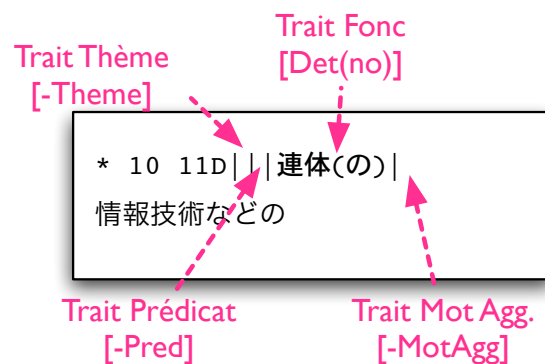 Trait Fonc
[Det(no)]
Trait Thème
[-Theme]
* 10 11D|||連体(の)|
情報技術などの
Trait Prédicat
[-Pred]
Trait Mot Agg.
[-MotAgg]